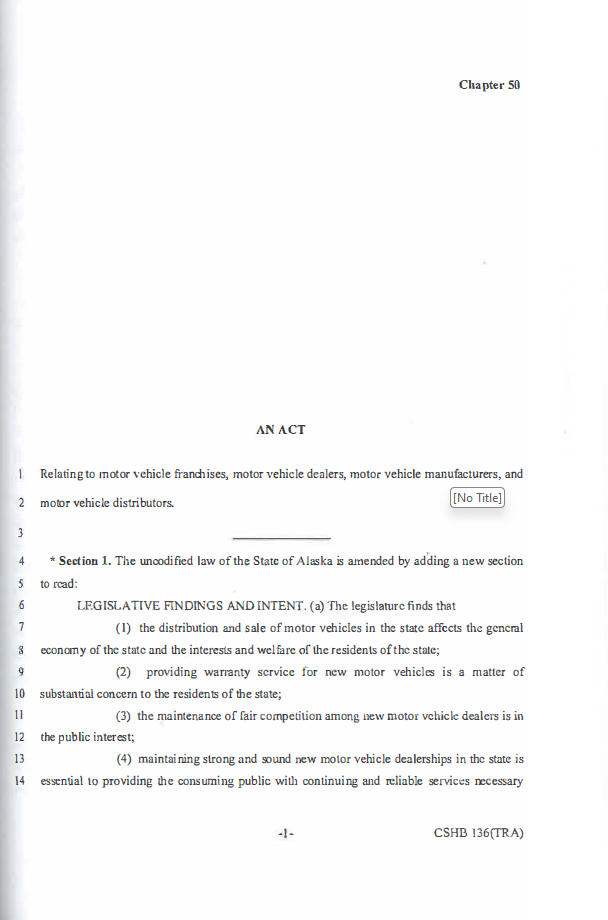 Chapter 50
AN ACT
1 Relating to motor vehicle franchises, motor vehicle dealers, motor vehicle manufacturers, and
2 motor vehicle distributors.
[No Title]
3
4 * Section 1. The uncodified law of the State of Alaska is amended by adding a new section
5 to read:
6 LEGISLATIVE FINDINGS AND INTENT. (a) The legislature finds that
7 (1) the distribution and sale of motor vehicles in the state affects the general
8 economy of the state and the interests and welfare of the residents of the state;
9 (2) providing warranty service for new motor vehicles is a matter of
10 substantial concern to the residents of the state;
11 (3) the maintenance of fair competition among new motor vehicle dealers is in
12 the public interest;
13 (4) maintaining strong and sound new motor vehicle dealerships in the state is
14 essential to providing the consuming public with continuing and reliable services necessary
-1- CSHB 136(TRA)